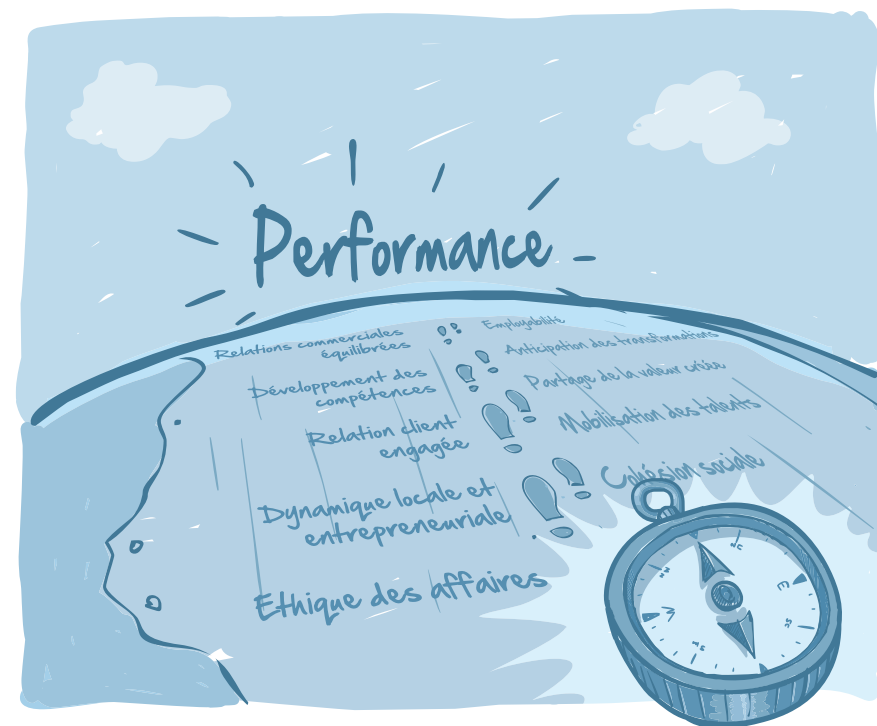 Performance
Relations commerciales
équilibrées
Employabilité
Anticipation des transformations
Développement des
compétences
Partage de la valeur créée
Relation client
engagée
Mobilisation des talents
Cohésion sociale
Dynamique locale et
entrepreneuriale
Ethique des affaires